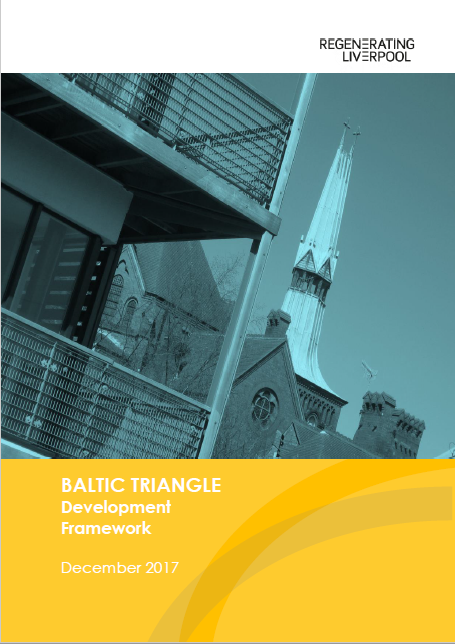 REGENERATING
LIVERPOOL
BALTIC TRIANGLE
Development
Framework
December 2017